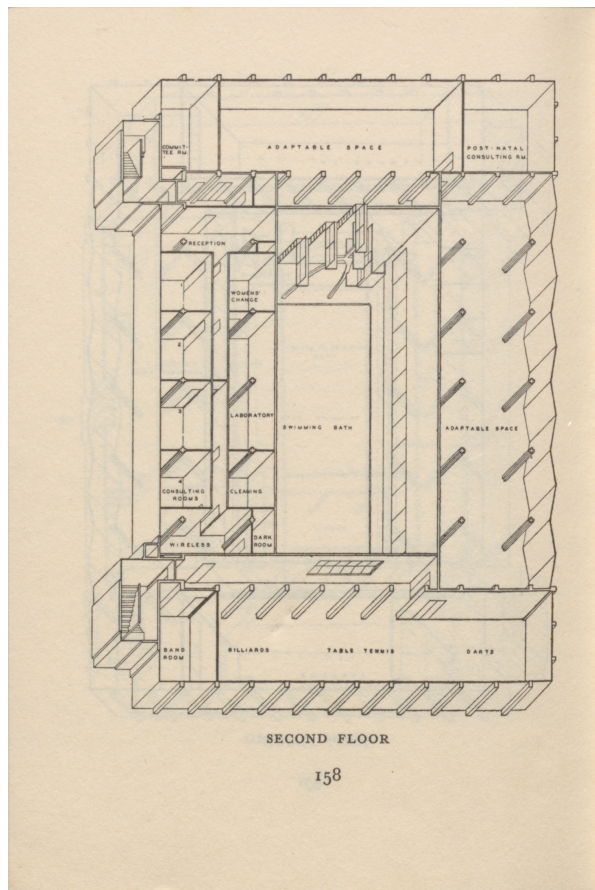 COMMIT-
TEE RM.
ADAPTABLE SPACE
POST-NATAL
CONSULTING RM.
RECEPTION
WOMENS'
CHANGE
2
3
LABORATORY
SWIMMING BATH
ADAPTABLE SPACE
4
CONSULTING
ROOMS
CLEANING
WIRELESS
DARK
ROOM
BAND
ROOM
BILLIARDS
TABLE TENNIS
DARTS
SECOND FLOOR
158